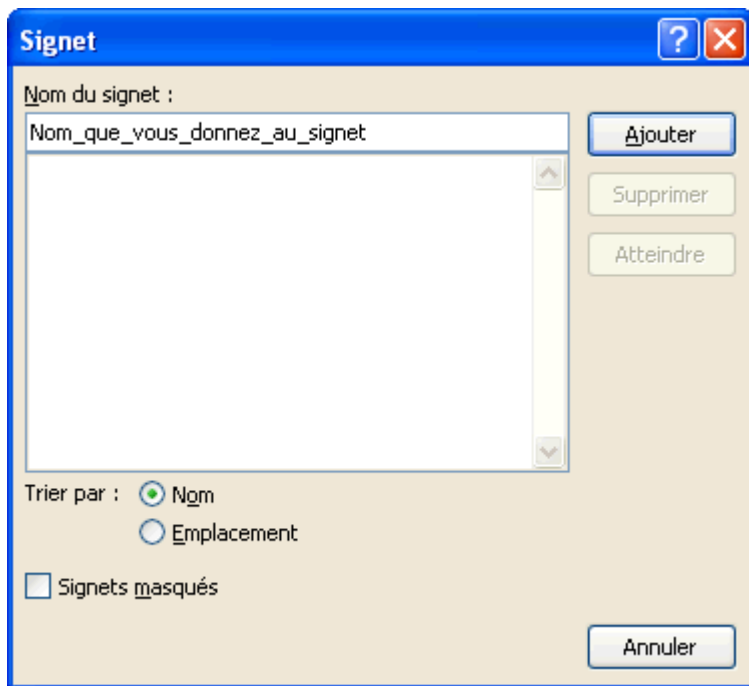 Signet
Nom du signet :
Nom_que_vous_donnez_au_signet
Ajouter
Supprimer
Atteindre
Trier par :
Nom
Emplacement
Signets masqués
Annuler